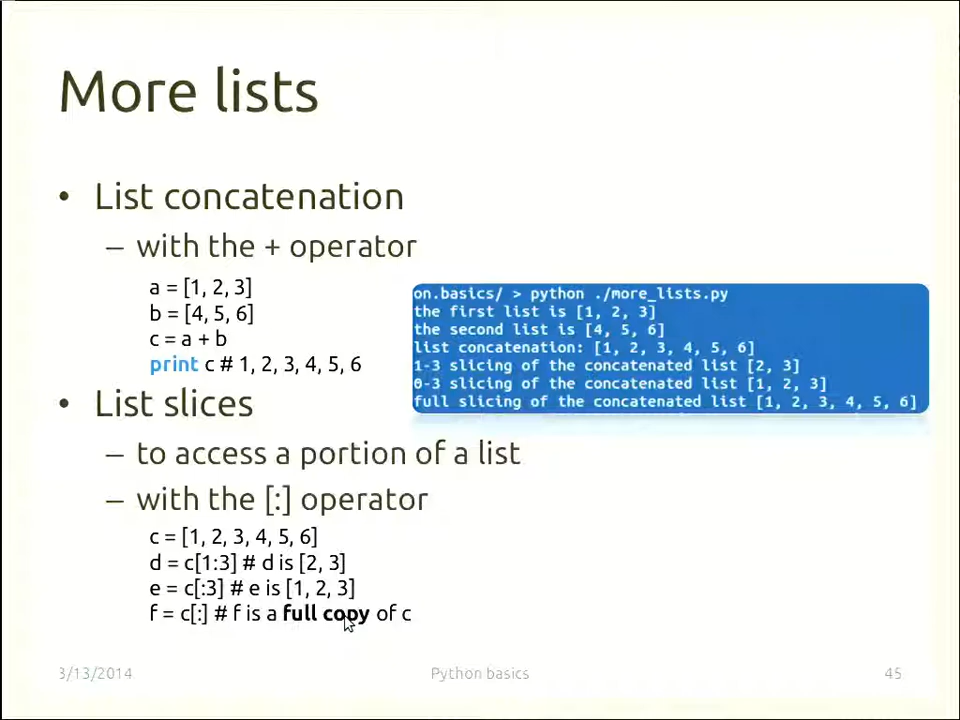 More lists
• List concatenation
– with the + operator
a = [1, 2, 3]
b = [4, 5, 6]
c = a + b
print c # 1, 2, 3, 4, 5, 6
on.basics/ > python ./more_lists.py
the first list is [1, 2, 3]
the second list is [4, 5, 6]
list concatenation: [1, 2, 3, 4, 5, 6]
1-3 slicing of the concatenated list [2, 3]
0-3 slicing of the concatenated list [1, 2, 3]
full slicing of the concatenated list [1, 2, 3, 4, 5, 6]
• List slices
– to access a portion of a list
– with the [:] operator
c = [1, 2, 3, 4, 5, 6]
d = c[1:3] # d is [2, 3]
e = c[:3] # e is [1, 2, 3]
f = c[:] # f is a full copy of c
3/13/2014
Python basics
45